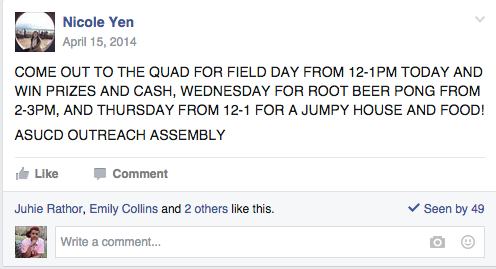 Nicole Yen
April 15, 2014
COME OUT TO THE QUAD FOR FIELD DAY FROM 12-1PM TODAY AND
WIN PRIZES AND CASH, WEDNESDAY FOR ROOT BEER PONG FROM
2-3PM, AND THURSDAY FROM 12-1 FOR A JUMPY HOUSE AND FOOD!
ASUCD OUTREACH ASSEMBLY
Like Comment
Juhie Rathor, Emily Collins and 2 others like this. Seen by 49
Write a comment...